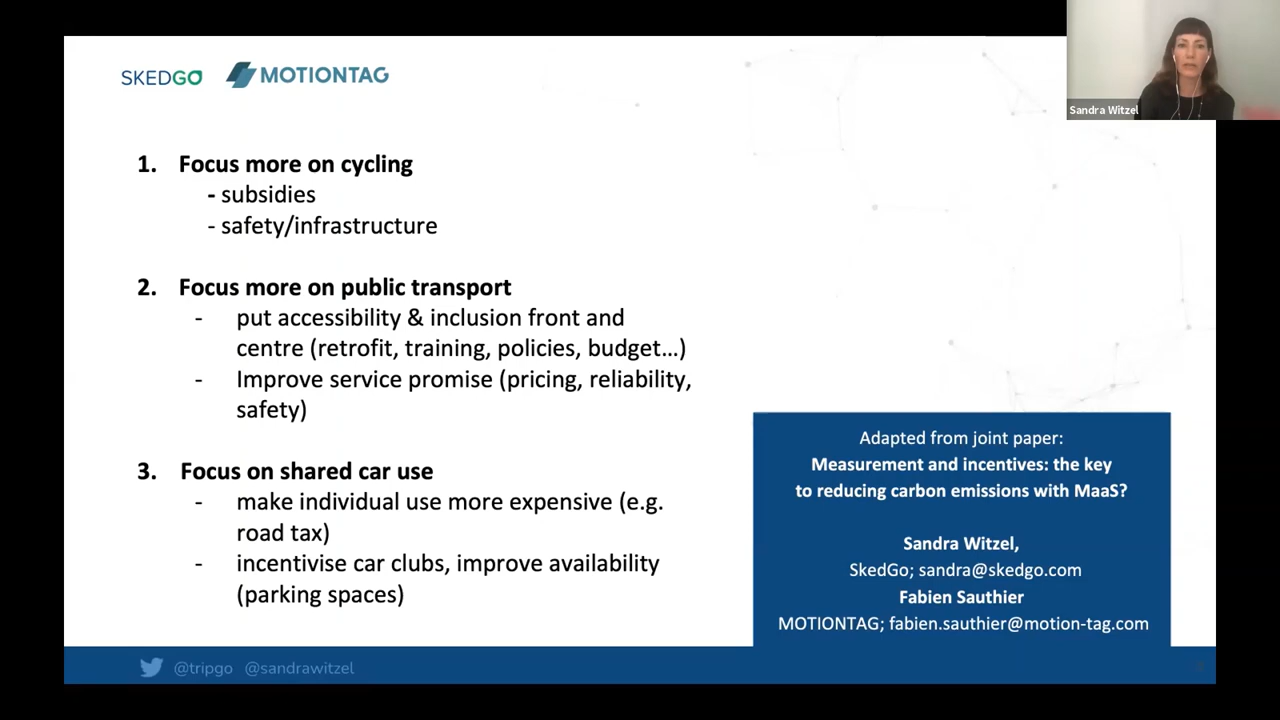 SKEDGO MOTIONTAG
Sandra Witzel
1. Focus more on cycling
- subsidies
- safety/infrastructure
2. Focus more on public transport
- put accessibility & inclusion front and
centre (retrofit, training, policies, budget...)
- Improve service promise (pricing, reliability,
safety)
3. Focus on shared car use
- make individual use more expensive (e.g.
road tax)
- incentivise car clubs, improve availability
(parking spaces)
Adapted from joint paper:
Measurement and incentives: the key
to reducing carbon emissions with MaaS?
Sandra Witzel,
SkedGo; sandra@skedgo.com
Fabien Sauthier
MOTIONTAG; fabien.sauthier@motion-tag.com
@tripgo @sandrawitzel